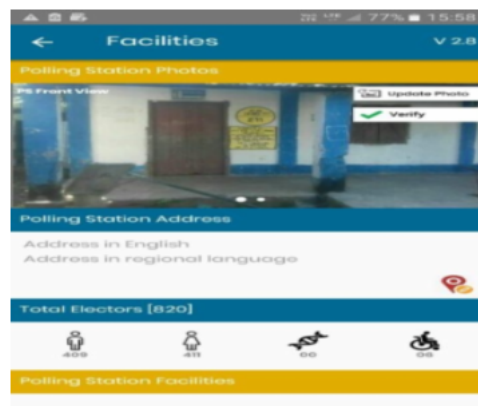 77% 15:58
Facilities V 2.8
Polling Station Photos
PS Front View
Update Photo
Verify
Polling Station Address
Address in English
Address in regional language
Total Electors [820]
409 411 00 06
Polling Station Facilities